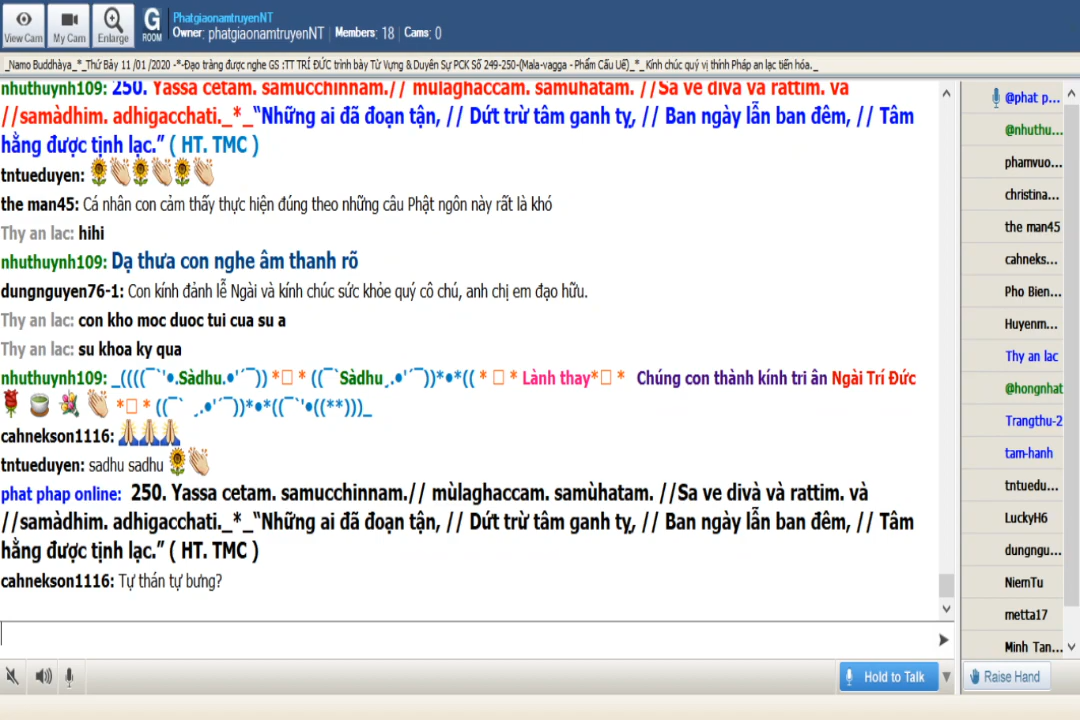 View Cam
My Cam
Enlarge
G ROOM
PhatgiaonamtruyenNT
Owner: phatgiaonamtruyenNT Members: 18 Cams: 0
_Namo Buddhàya_*_Thứ Bảy 11 /01 /2020 -*-Đạo tràng được nghe GS :TT TRÍ ĐỨC trình bày Từ Vựng & Duyên Sự PCK Số 249-250-(Mala-vagga - Phẩm Cấu Uế)_*_ Kính chúc quý vị thính Pháp an lạc tiến hóa._
nhuthuynh109: 250. Yassa cetam. samucchinnam.// mùlaghaccam. samùhatam. //Sa ve divà và rattim. và
//samàdhim. adhigacchati._*_“Những ai đã đoạn tận, // Dứt trừ tâm ganh tỵ, // Ban ngày lẫn ban đêm, // Tâm
hằng được tịnh lạc.” ( HT. TMC )
tntueduyen: 🌻👏🌻👏🌻👏
the man45: Cá nhân con cảm thấy thực hiện đúng theo những câu Phật ngôn này rất là khó
Thy an lac: hihi
nhuthuynh109: Dạ thưa con nghe âm thanh rõ
dungnguyen76-1: Con kính đảnh lễ Ngài và kính chúc sức khỏe quý cô chú, anh chị em đạo hữu.
Thy an lac: con kho moc duoc tui cua su a
Thy an lac: su khoa ky qua
nhuthuynh109: _((((¯`'•.Sàdhu.•'´¯)) *□ * ((¯`Sàdhu¸.•'´¯))*•*(( * □ * Lành thay*□ * Chúng con thành kính tri ân Ngài Trí Đức
🌹 🍵 💐 👏 *□ * ((¯` ¸.•'´¯))*•*((¯`'•((**)))_
cahnekson1116: 🙏🙏🙏
tntueduyen: sadhu sadhu 🌻👏
phat phap online: 250. Yassa cetam. samucchinnam.// mùlaghaccam. samùhatam. //Sa ve divà và rattim. và
//samàdhim. adhigacchati._*_“Những ai đã đoạn tận, // Dứt trừ tâm ganh tỵ, // Ban ngày lẫn ban đêm, // Tâm
hằng được tịnh lạc.” ( HT. TMC )
cahnekson1116: Tự thán tự bưng?
@phat p...
@nhuthu...
phamvuo...
christina...
the man45
cahneks...
Pho Bien...
Huyenm...
Thy an lac
@hongnhat
Trangthu-2
tam-hanh
tntuedu...
LuckyH6
dungngu...
NiemTu
metta17
Minh Tan...
Hold to Talk
Raise Hand